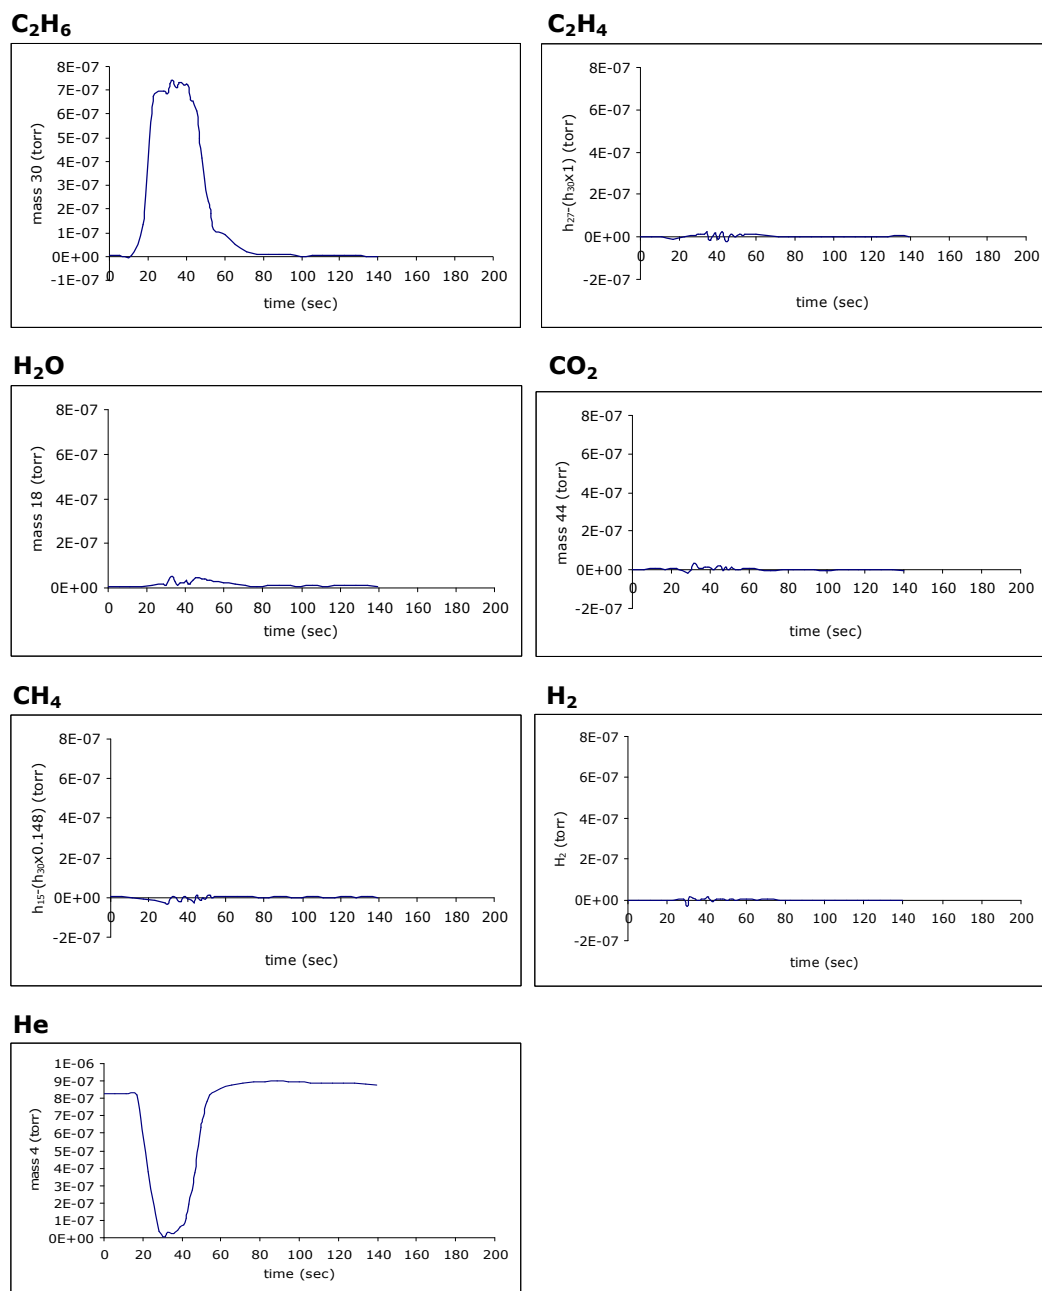 C₂H₆
8E-07
7E-07
6E-07
5E-07
4E-07
3E-07
2E-07
1E-07
0E+00
-1E-07
0 20 40 60 80 100 120 140 160 180 200
mass 30 (torr)
time (sec)
C₂H₄
8E-07
6E-07
4E-07
2E-07
0E+00
-2E-07
0 20 40 60 80 100 120 140 160 180 200
h₂₇-(h₃₀x1) (torr)
time (sec)
H₂O
8E-07
6E-07
4E-07
2E-07
0E+00
0 20 40 60 80 100 120 140 160 180 200
mass 18 (torr)
time (sec)
CO₂
8E-07
6E-07
4E-07
2E-07
0E+00
-2E-07
0 20 40 60 80 100 120 140 160 180 200
mass 44 (torr)
time (sec)
CH₄
8E-07
6E-07
4E-07
2E-07
0E+00
-2E-07
0 20 40 60 80 100 120 140 160 180 200
h₁₅-(h₃₀x0.148) (torr)
time (sec)
H₂
8E-07
6E-07
4E-07
2E-07
0E+00
-2E-07
0 20 40 60 80 100 120 140 160 180 200
H₂ (torr)
time (sec)
He
1E-06
9E-07
8E-07
7E-07
6E-07
5E-07
4E-07
3E-07
2E-07
1E-07
0E+00
0 20 40 60 80 100 120 140 160 180 200
mass 4 (torr)
time (sec)